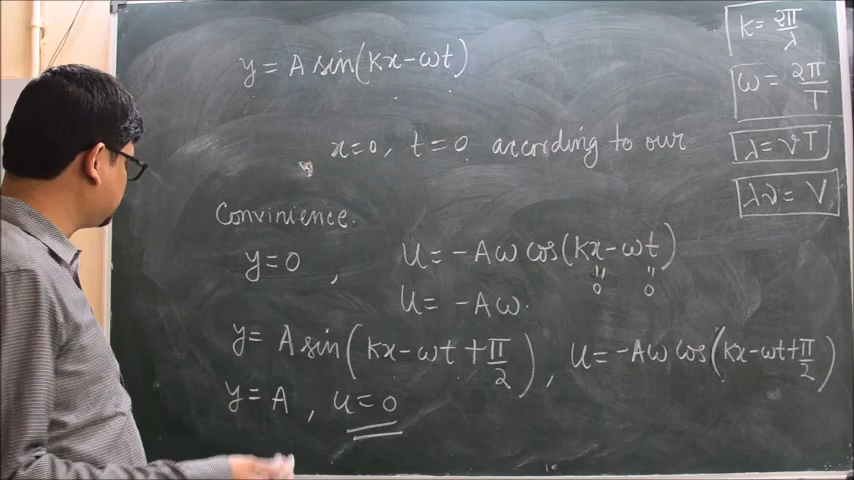 y = A sin(kx-ωt)
x=0, t=0 according to our
Convinience.
y=0, u = -Aω cos(kx-ωt)
" "
0 0
u = -Aω.
y = A sin(kx-ωt+π/2), u=-Aω cos(kx-ωt+π/2)
y= A, u=0
k = 2π/λ
ω = 2π/T
λ = vT
λν = V